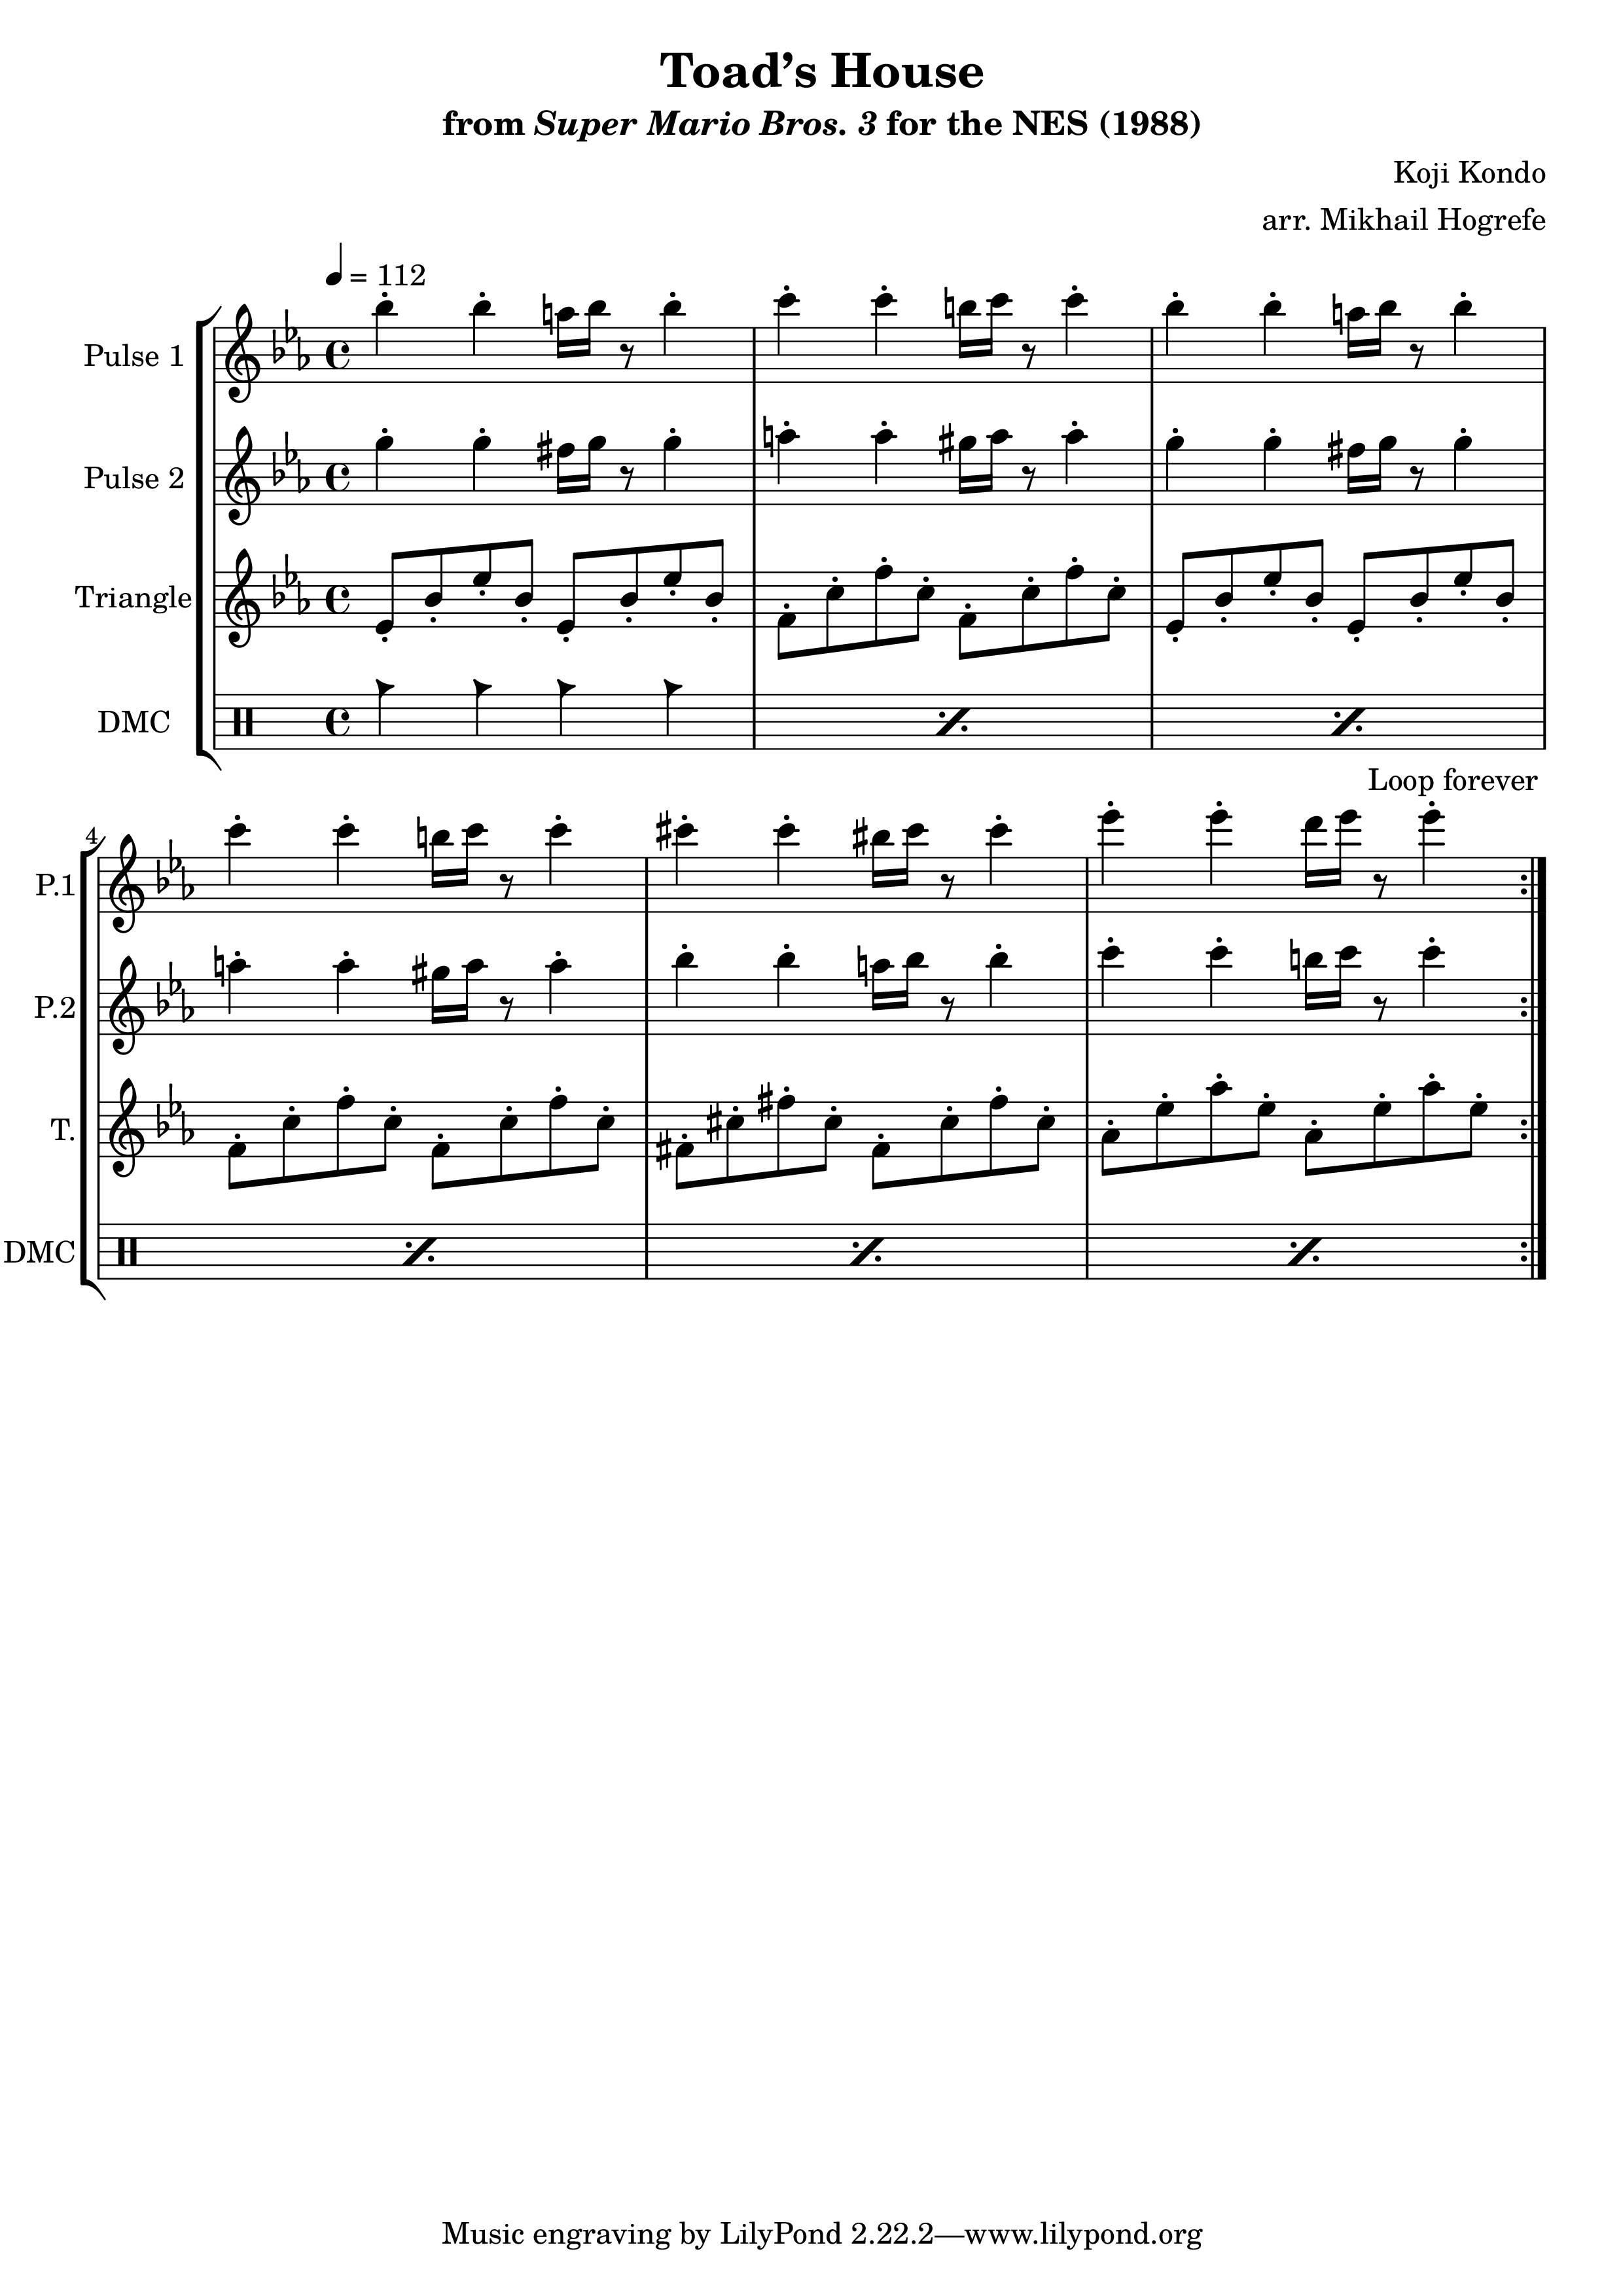 Toad’s House
from Super Mario Bros. 3 for the NES (1988)
Koji Kondo
arr. Mikhail Hogrefe
= 112
Pulse 1
Pulse 2
Triangle
DMC
Loop forever
4
P.1
P.2
T.
DMC
Music engraving by LilyPond 2.22.2—www.lilypond.org